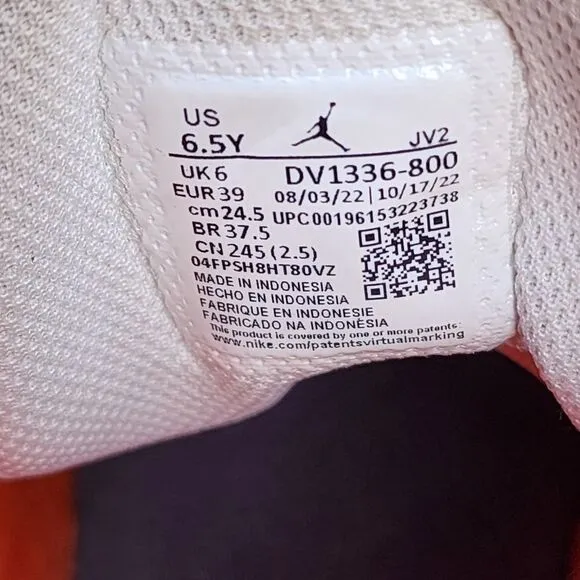 US
6.5Y JV2
UK 6 DV1336-800
EUR 39 08/03/22 | 10/17/22
cm 24.5 UPC00196153223738
BR 37.5
CN 245 (2.5)
04FPSH8HT80VZ
MADE IN INDONESIA
HECHO EN INDONESIA
FABRIQUE EN INDONESIE
FABRICADO NA INDONÉSIA
This product is covered by one or more patents:
www.nike.com/patentsvirtualmarking